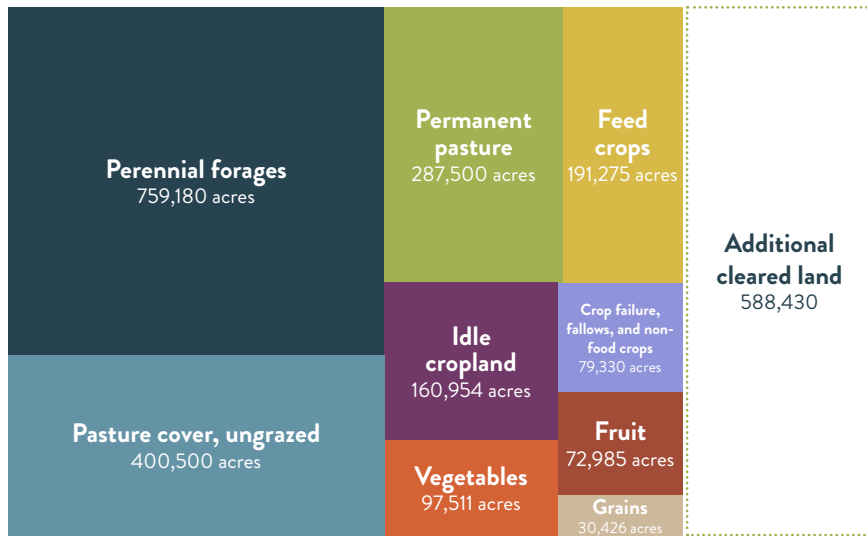 Perennial forages
759,180 acres
Pasture cover, ungrazed
400,500 acres
Permanent
pasture
287,500 acres
Idle
cropland
160,954 acres
Vegetables
97,511 acres
Feed
crops
191,275 acres
Crop failure,
fallows, and non-
food crops
79,330 acres
Fruit
72,985 acres
Grains
30,426 acres
Additional
cleared land
588,430